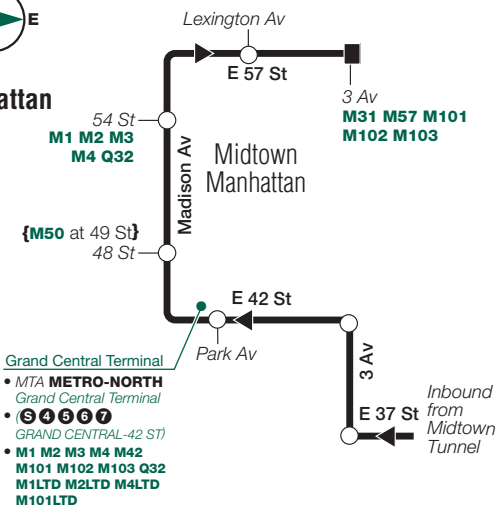 E
Lexington Av
E 57 St
attan
3 Av
M31 M57 M101
M102 M103
54 St
M1 M2 M3
M4 Q32
Madison Av
Midtown
Manhattan
{M50 at 49 St}
48 St
E 42 St
Park Av
Grand Central Terminal
• MTA METRO-NORTH
Grand Central Terminal
• (S 4 5 6 7
GRAND CENTRAL-42 ST)
• M1 M2 M3 M4 M42
M101 M102 M103 Q32
M1LTD M2LTD M4LTD
M101LTD
3 Av
E 37 St
Inbound
from
Midtown
Tunnel